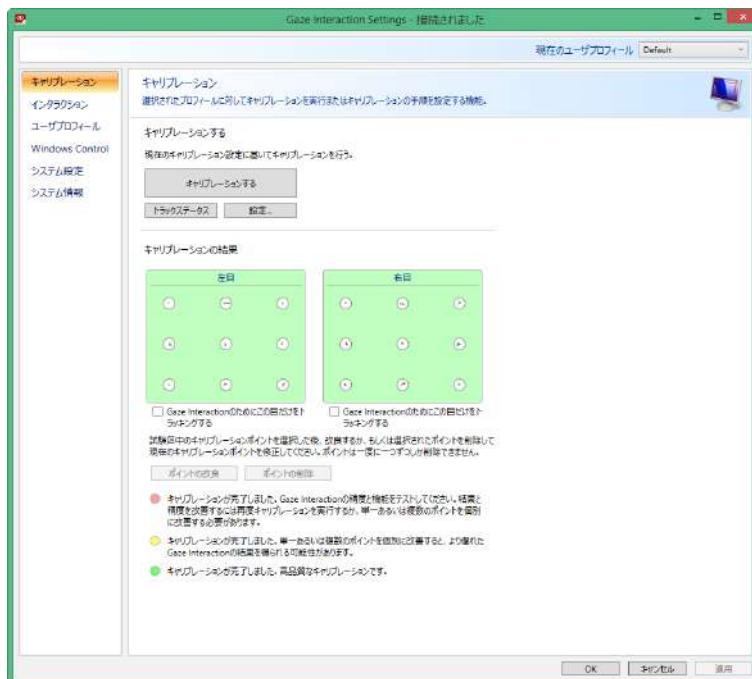 Gaze Interaction Settings - 接続されました
現在のユーザプロフィール Default
キャリブレーション
インタラクション
ユーザプロフィール
Windows Control
システム設定
システム情報
キャリブレーション
選択されたプロフィールに対してキャリブレーションを実行またはキャリブレーションの手順を設定する機能。
キャリブレーションする
現在のキャリブレーション設定に基いてキャリブレーションを行う。
キャリブレーションする
トラックステータス 設定...
キャリブレーションの結果
左目 右目
Gaze Interactionのためにこの目だけをト
ラッキングする
Gaze Interactionのためにこの目だけをト
ラッキングする
試験区中のキャリブレーションポイントを選択した後、改良するか、もしくは選択されたポイントを削除して
現在のキャリブレーションポイントを修正してください。ポイントは一度に一つずつしか削除できません。
ポイントの改良 ポイントの削除
キャリブレーションが完了しました。Gaze Interactionの精度と機能をテストしてください。結果と
精度を改善するには再度キャリブレーションを実行するか、単一あるいは複数のポイントを個別
に改善する必要があります。
キャリブレーションが完了しました。単一あるいは複数のポイントを個別に改善すると、より優れた
Gaze Interactionの結果を得られる可能性があります。
キャリブレーションが完了しました。高品質なキャリブレーションです。
OK キャンセル 適用